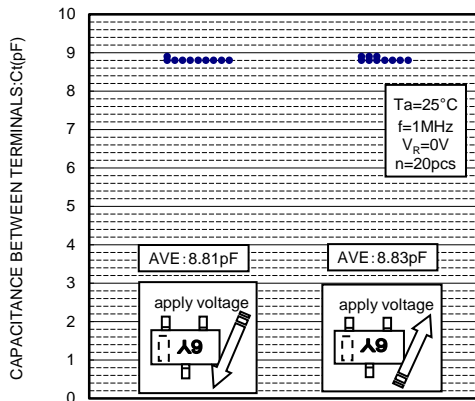 CAPACITANCE BETWEEN TERMINALS:Ct(pF)
10
9
8
7
6
5
4
3
2
1
0
Ta=25°C
f=1MHz
VR=0V
n=20pcs
AVE:8.81pF
AVE:8.83pF
apply voltage
6Y
apply voltage
6Y